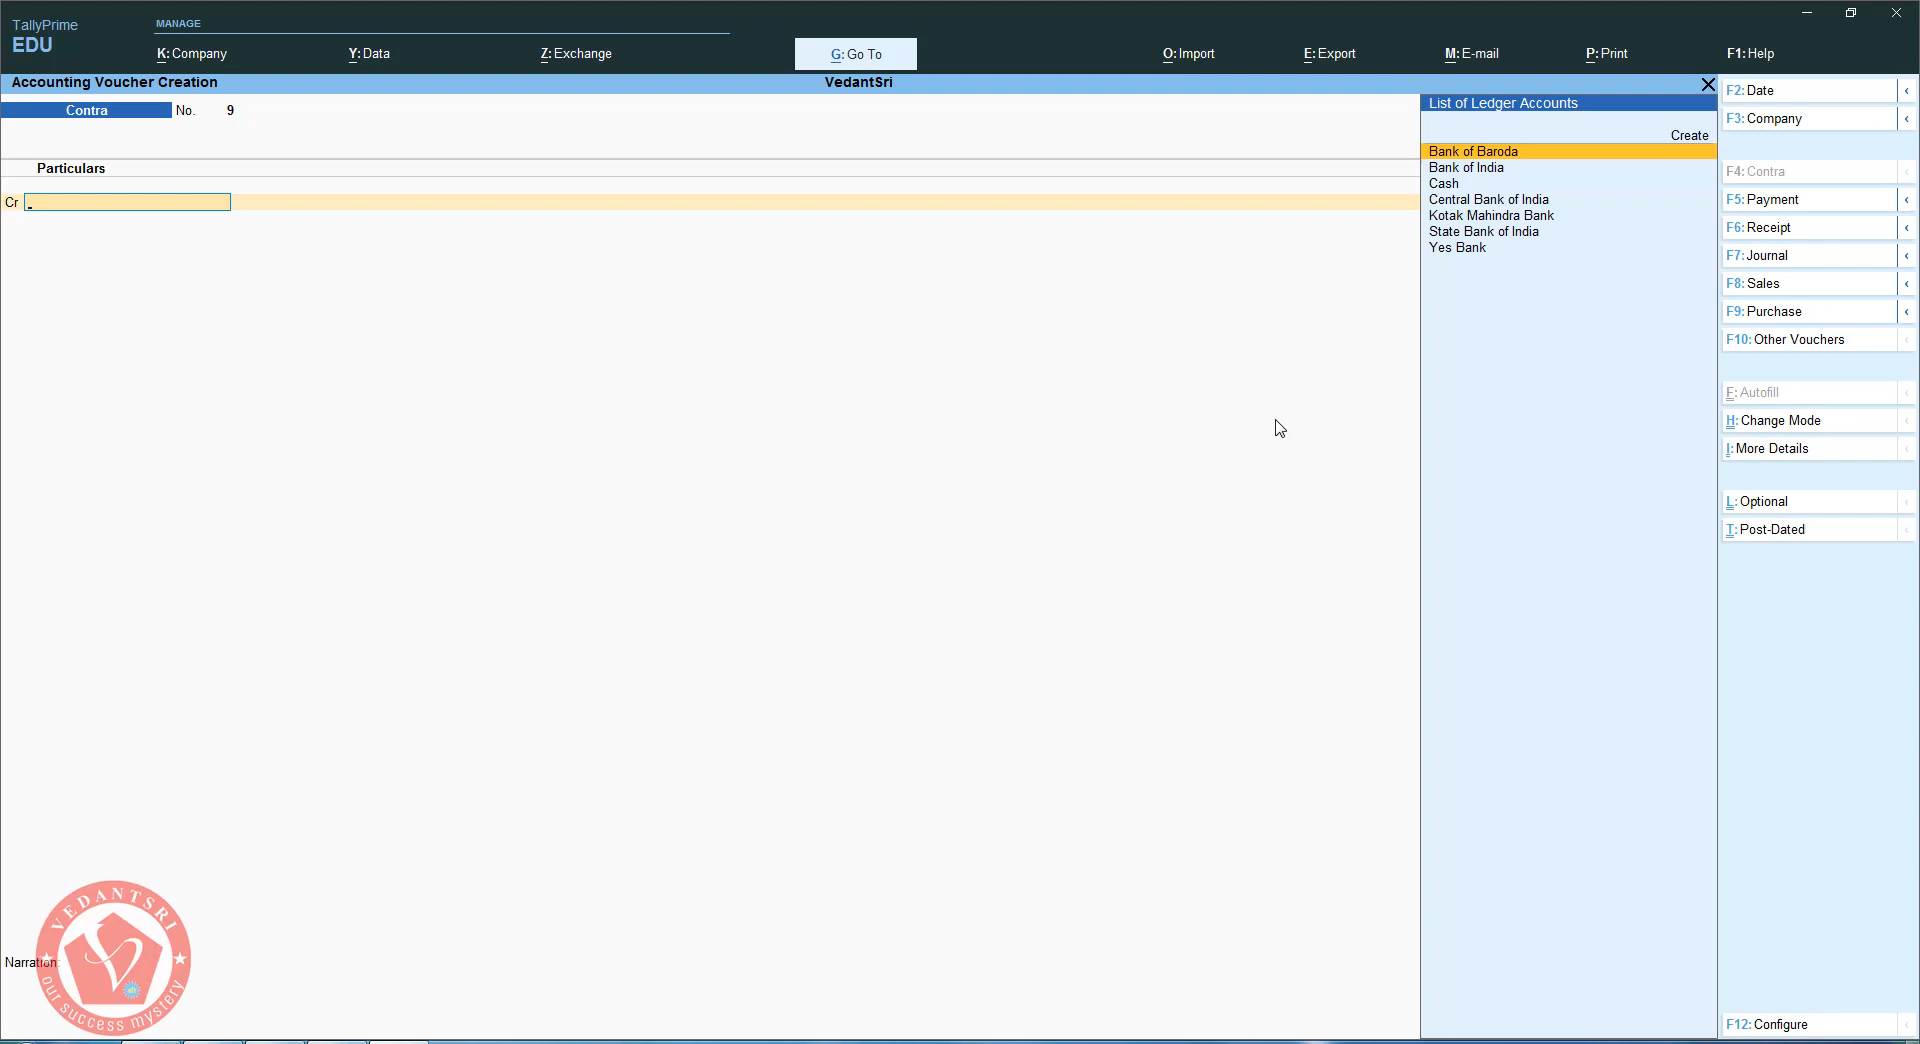 TallyPrime
EDU
MANAGE
K: Company
Y: Data
Z: Exchange
G: Go To
O: Import
E: Export
M: E-mail
P: Print
F1: Help
Accounting Voucher Creation
VedantSri
Contra
No.
9
Particulars
Cr
List of Ledger Accounts
Create
Bank of Baroda
Bank of India
Cash
Central Bank of India
Kotak Mahindra Bank
State Bank of India
Yes Bank
F2: Date
F3: Company
F4: Contra
F5: Payment
F6: Receipt
F7: Journal
F8: Sales
F9: Purchase
F10: Other Vouchers
F: Autofill
H: Change Mode
I: More Details
L: Optional
T: Post-Dated
F12: Configure
Narration:
VEDANTSRI
our success mystery